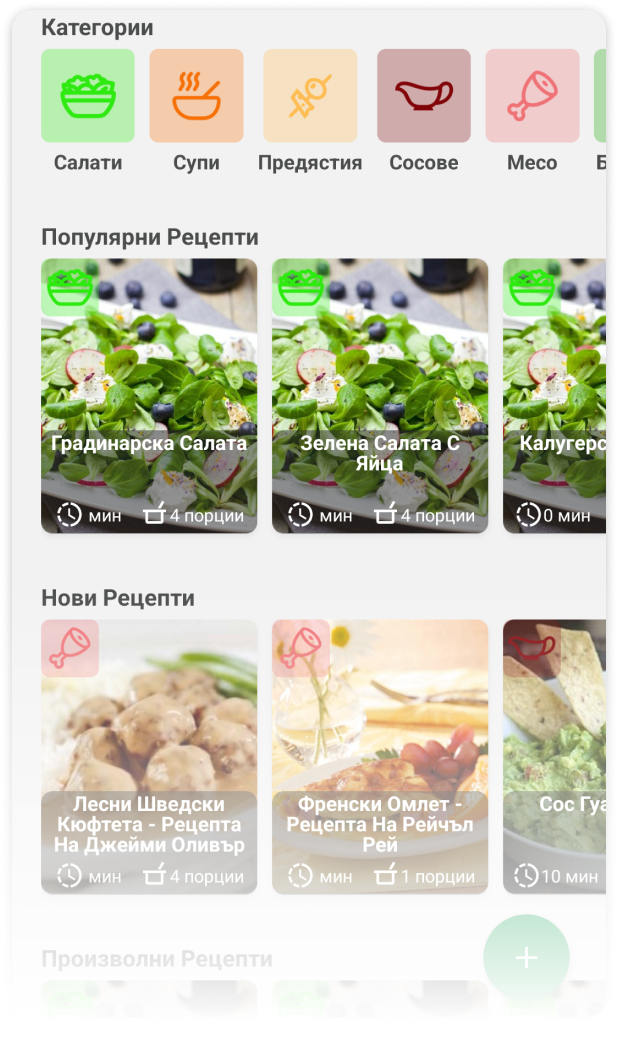 Категории
Салати Супи Предястия Сосове Месо Б
Популярни Рецепти
Градинарска Салата
мин 4 порции
Зелена Салата С
Яйца
мин 4 порции
Калугерс
0 мин
Нови Рецепти
Лесни Шведски
Кюфтета - Рецепта
На Джейми Оливър
мин 4 порции
Френски Омлет -
Рецепта На Рейчъл
Рей
мин 1 порции
Сос Гуа
10 мин
Произволни Рецепти